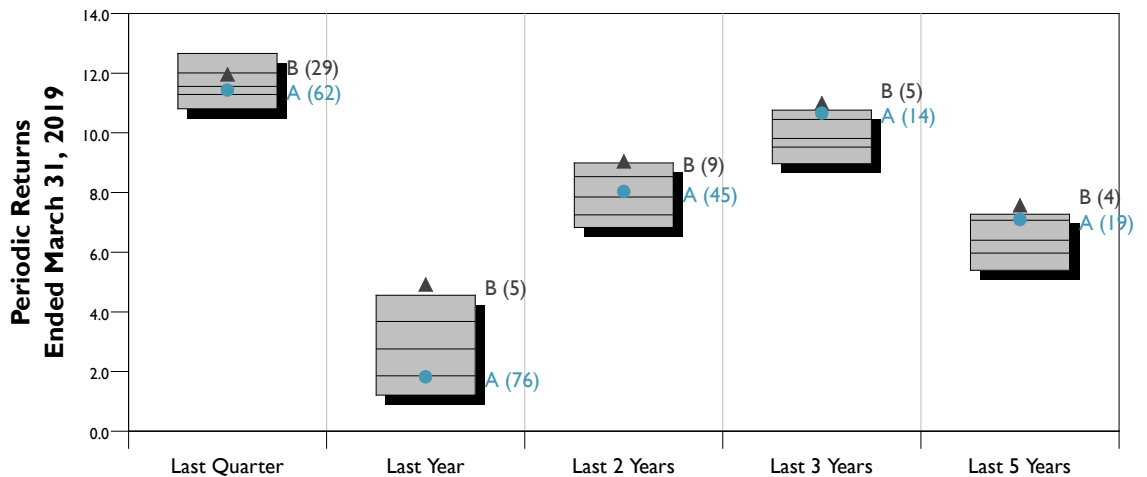 Periodic Returns
Ended March 31, 2019
14.0
12.0
10.0
8.0
6.0
4.0
2.0
0.0
B (29)
A (62)
B (5)
A (76)
B (9)
A (45)
B (5)
A (14)
B (4)
A (19)
Last Quarter
Last Year
Last 2 Years
Last 3 Years
Last 5 Years